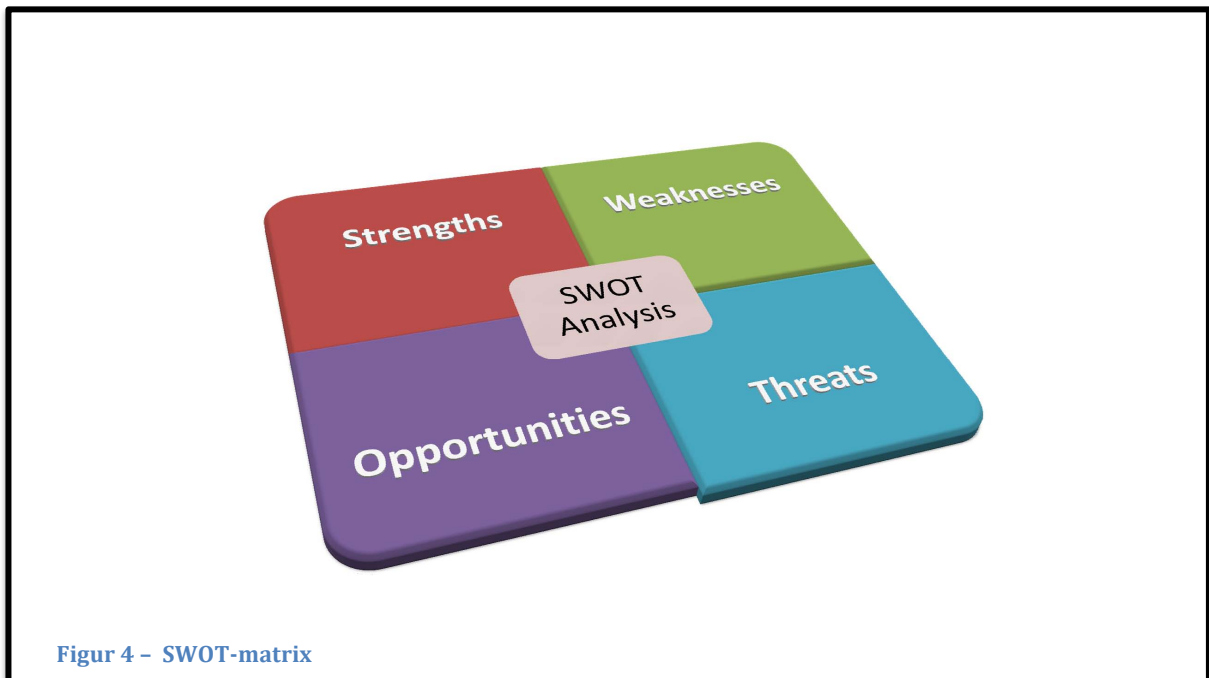 Strengths
Weaknesses
SWOT
Analysis
Opportunities
Threats
Figur 4 – SWOT-matrix